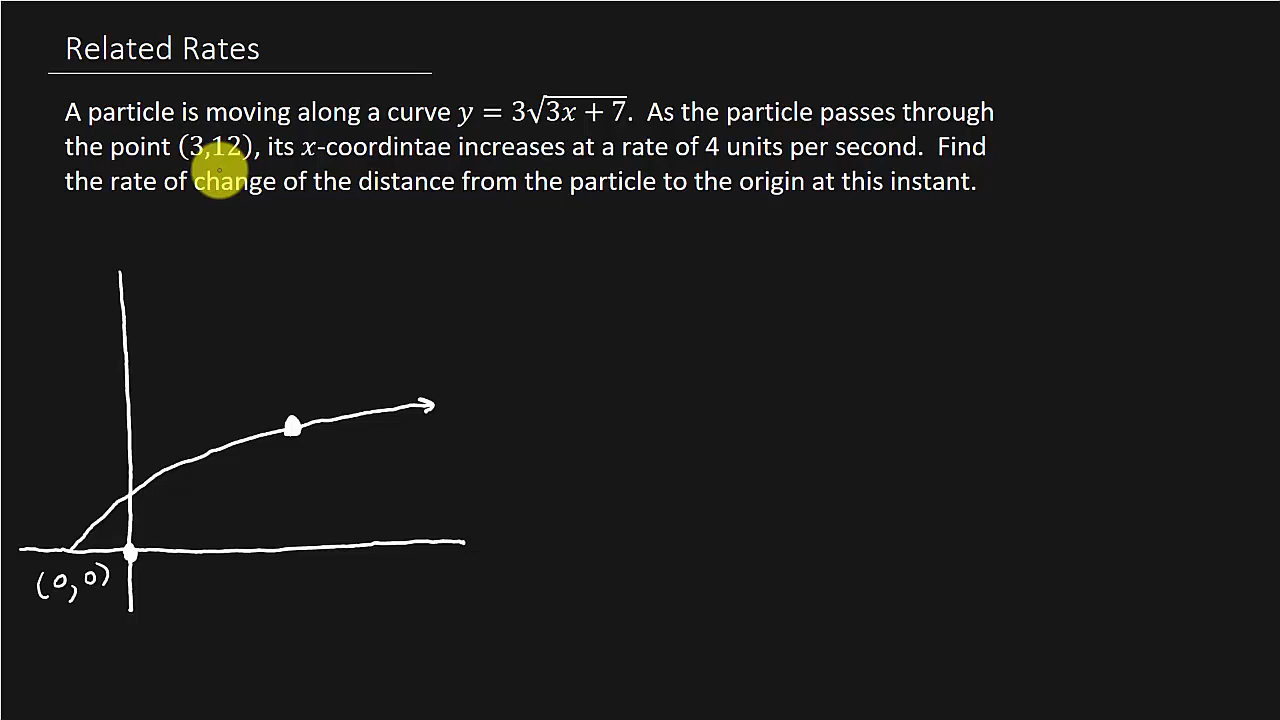 Related Rates
A particle is moving along a curve y = 3√(3x + 7). As the particle passes through
the point (3,12), its x-coordintae increases at a rate of 4 units per second. Find
the rate of change of the distance from the particle to the origin at this instant.
(0,0)